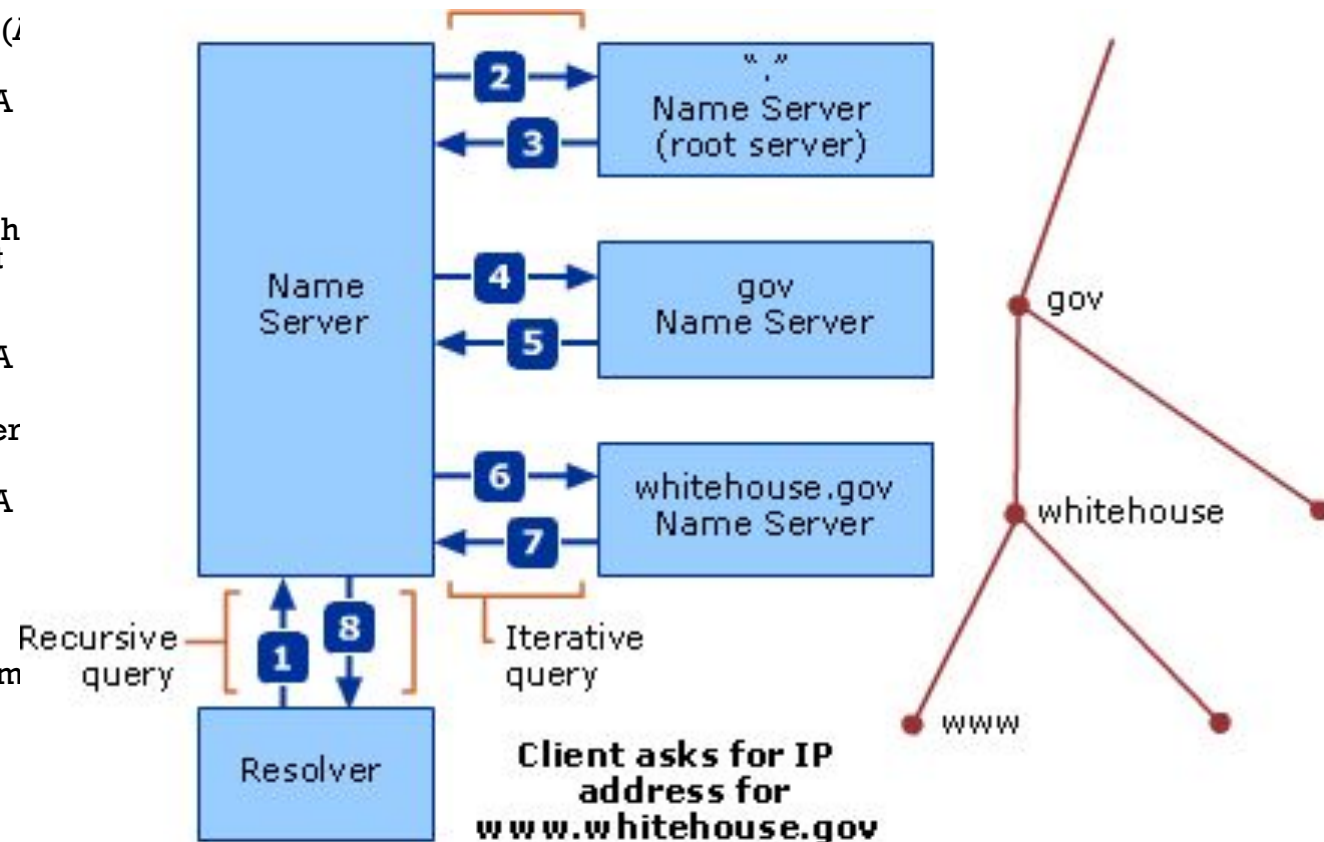 (A
A
h
t
A
er
A
m
2
"."
Name Server
(root server)
3
Name
Server
4
gov
Name Server
5
6
whitehouse.gov
Name Server
7
Recursive
query
1
8
Iterative
query
Resolver
Client asks for IP
address for
www.whitehouse.gov
gov
whitehouse
www